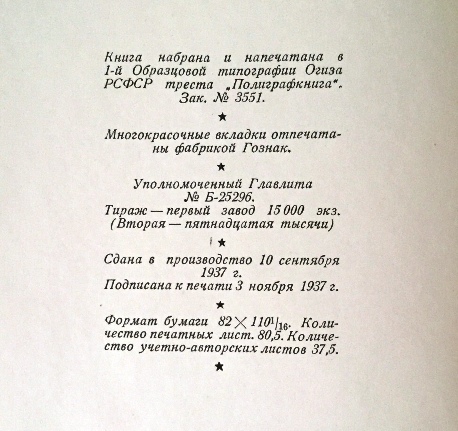 Книга набрана и напечатана в
1-й Образцовой типографии Огиза
РСФСР треста „Полиграфкнига“.
Зак. № 3551.
★
Многокрасочные вкладки отпечата-
ны фабрикой Гознак.
★
Уполномоченный Главлита
№ Б-25296.
Тираж — первый завод 15 000 экз.
(Вторая — пятнадцатая тысячи)
★
Сдана в производство 10 сентября
1937 г.
Подписана к печати 3 ноября 1937 г.
★
Формат бумаги 82 × 110¹/₁₆. Коли-
чество печатных лист. 80,5. Количе-
ство учетно-авторских листов 37,5.
★